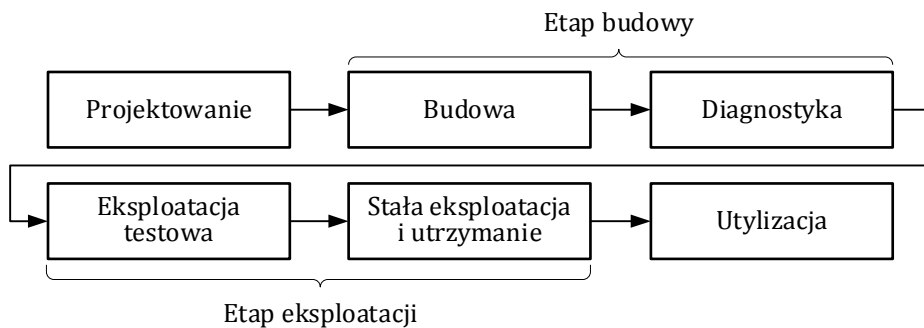 Etap budowy
Projektowanie
Budowa
Diagnostyka
Eksploatacja
testowa
Stała eksploatacja
i utrzymanie
Utylizacja
Etap eksploatacji